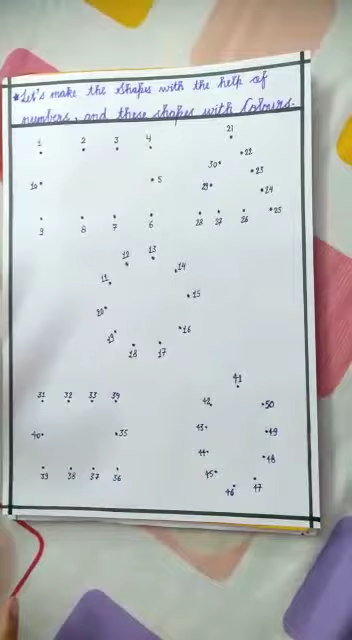 * Let's make the Shapes with the help of
numbers, and these shapes with Colours.
1 2 3 4 21
22
30 23
10 5 29 24
9 8 7 6 28 27 26 25
12 13
11 14
15
20
19 16
18 17
41
31 32 33 34 42 50
40 35 43 49
44 48
39 38 37 36 45
46 47